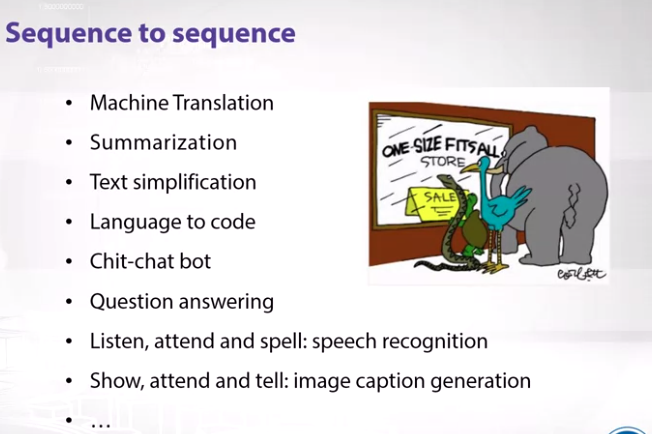 Sequence to sequence
• Machine Translation
• Summarization
• Text simplification
• Language to code
• Chit-chat bot
• Question answering
• Listen, attend and spell: speech recognition
• Show, attend and tell: image caption generation
• ...
ONE-SIZE FITS ALL
STORE
SALE